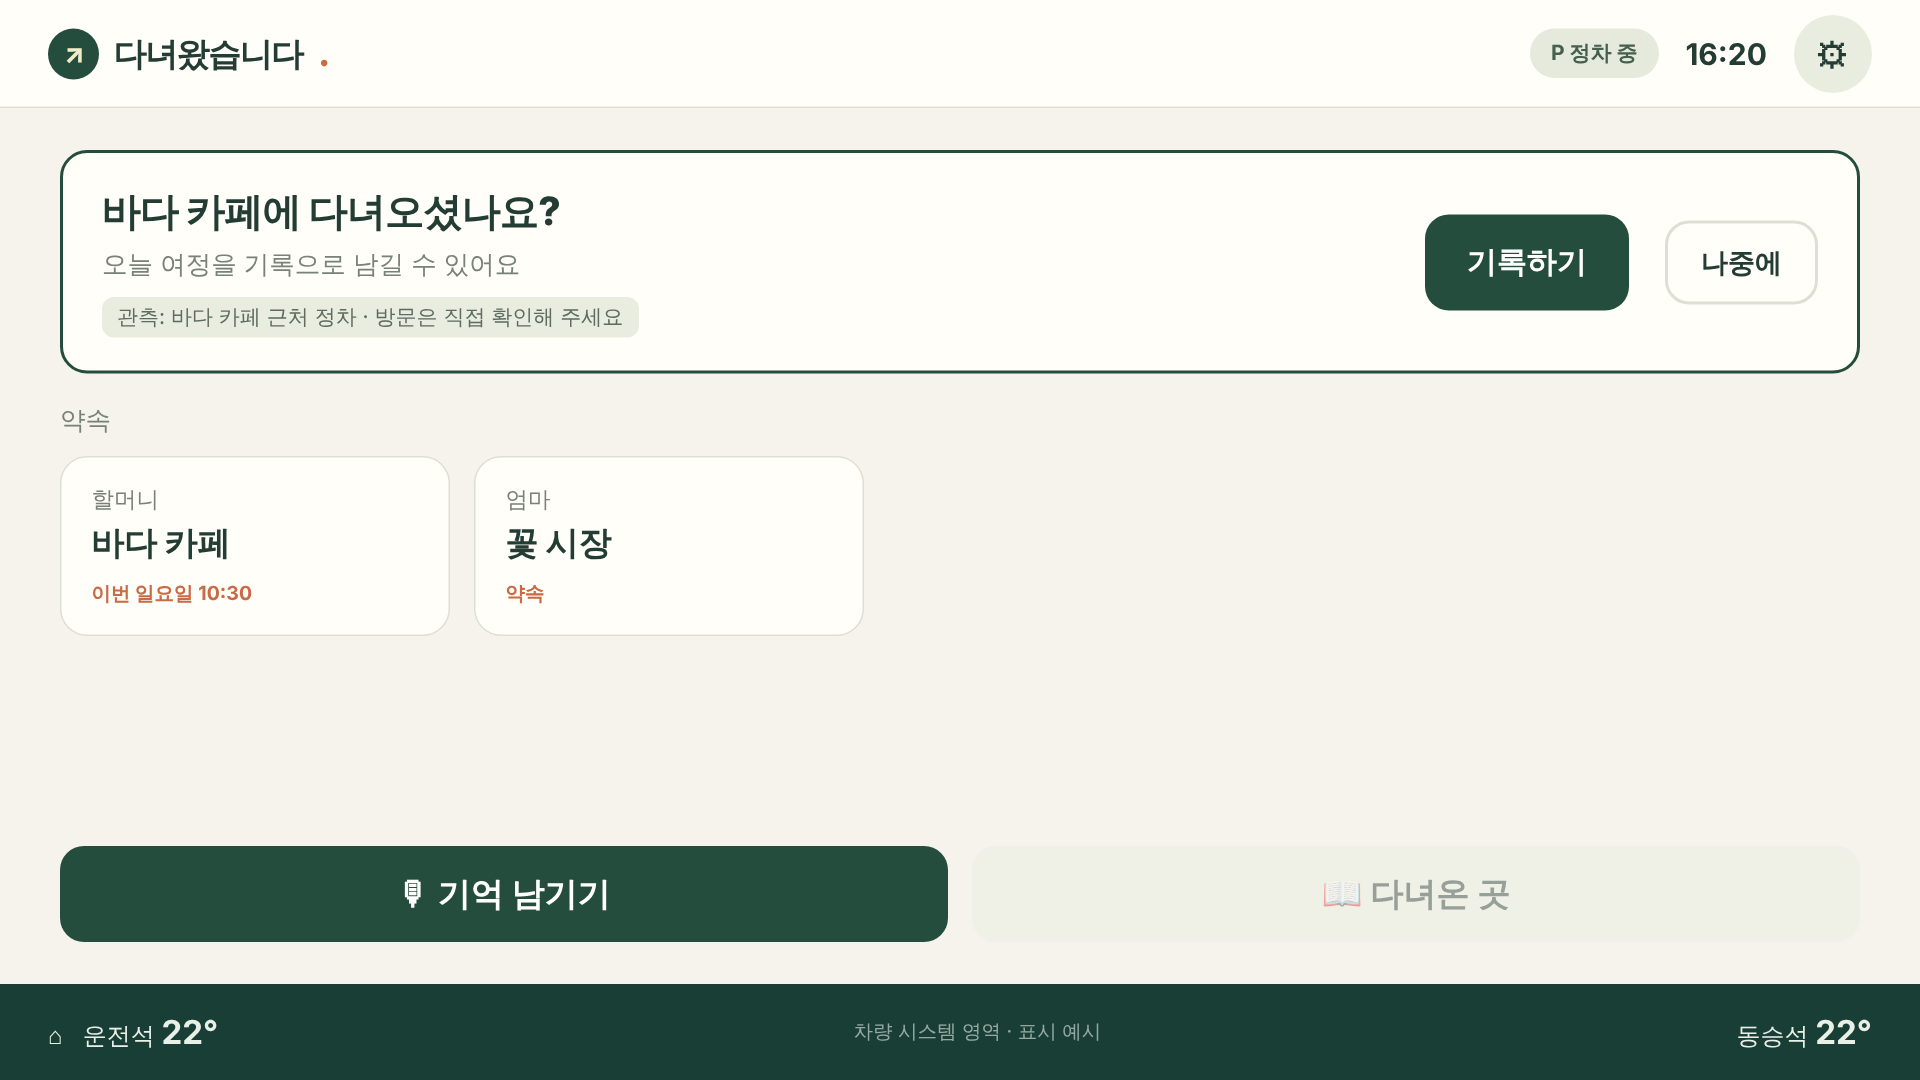 다녀왔습니다 .
P 정차 중
16:20
바다 카페에 다녀오셨나요?
오늘 여정을 기록으로 남길 수 있어요
관측: 바다 카페 근처 정차 · 방문은 직접 확인해 주세요
기록하기
나중에
약속
할머니
바다 카페
이번 일요일 10:30
엄마
꽃 시장
약속
기억 남기기
다녀온 곳
운전석 22°
차량 시스템 영역 · 표시 예시
동승석 22°